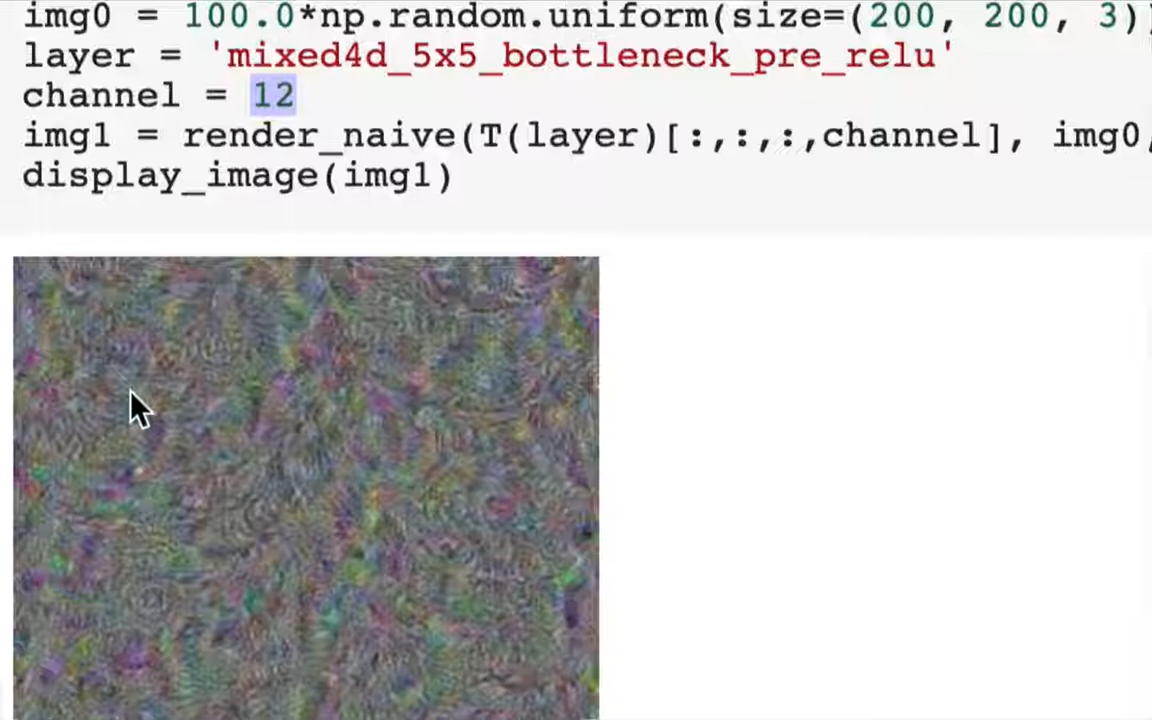 img0 = 100.0*np.random.uniform(size=(200, 200, 3)
layer = 'mixed4d_5x5_bottleneck_pre_relu'
channel = 12
img1 = render_naive(T(layer)[:,:,:,channel], img0,
display_image(img1)